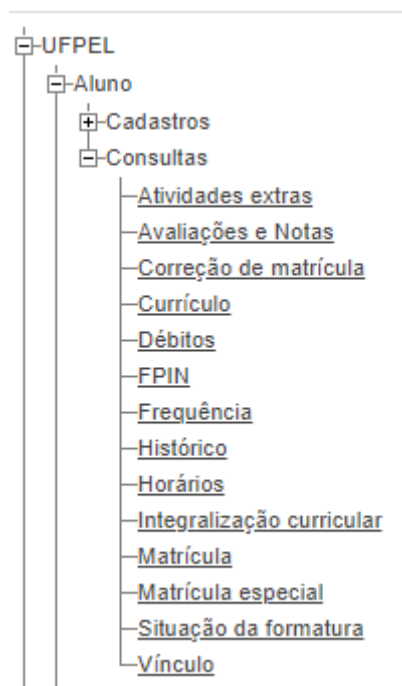 UFPEL
Aluno
Cadastros
Consultas
Atividades extras
Avaliações e Notas
Correção de matrícula
Currículo
Débitos
FPIN
Frequência
Histórico
Horários
Integralização curricular
Matrícula
Matrícula especial
Situação da formatura
Vínculo